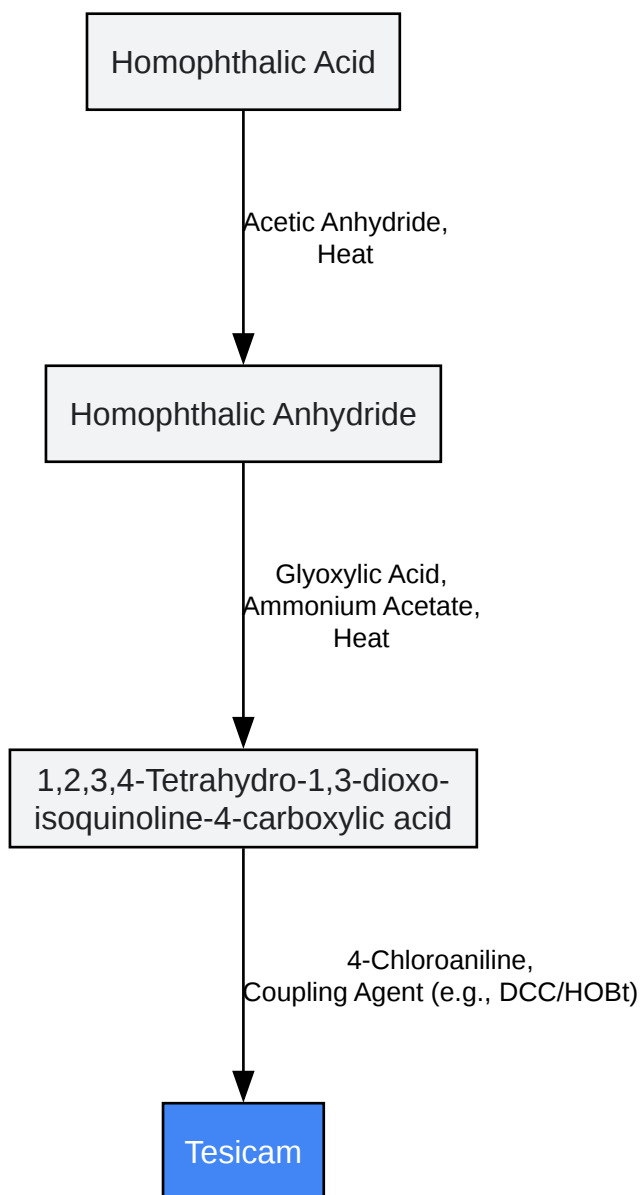 Homophthalic Acid
Acetic Anhydride,
Heat
Homophthalic Anhydride
Glyoxylic Acid,
Ammonium Acetate,
Heat
1,2,3,4-Tetrahydro-1,3-dioxo-
isoquinoline-4-carboxylic acid
4-Chloroaniline,
Coupling Agent (e.g., DCC/HOBt)
Tesicam